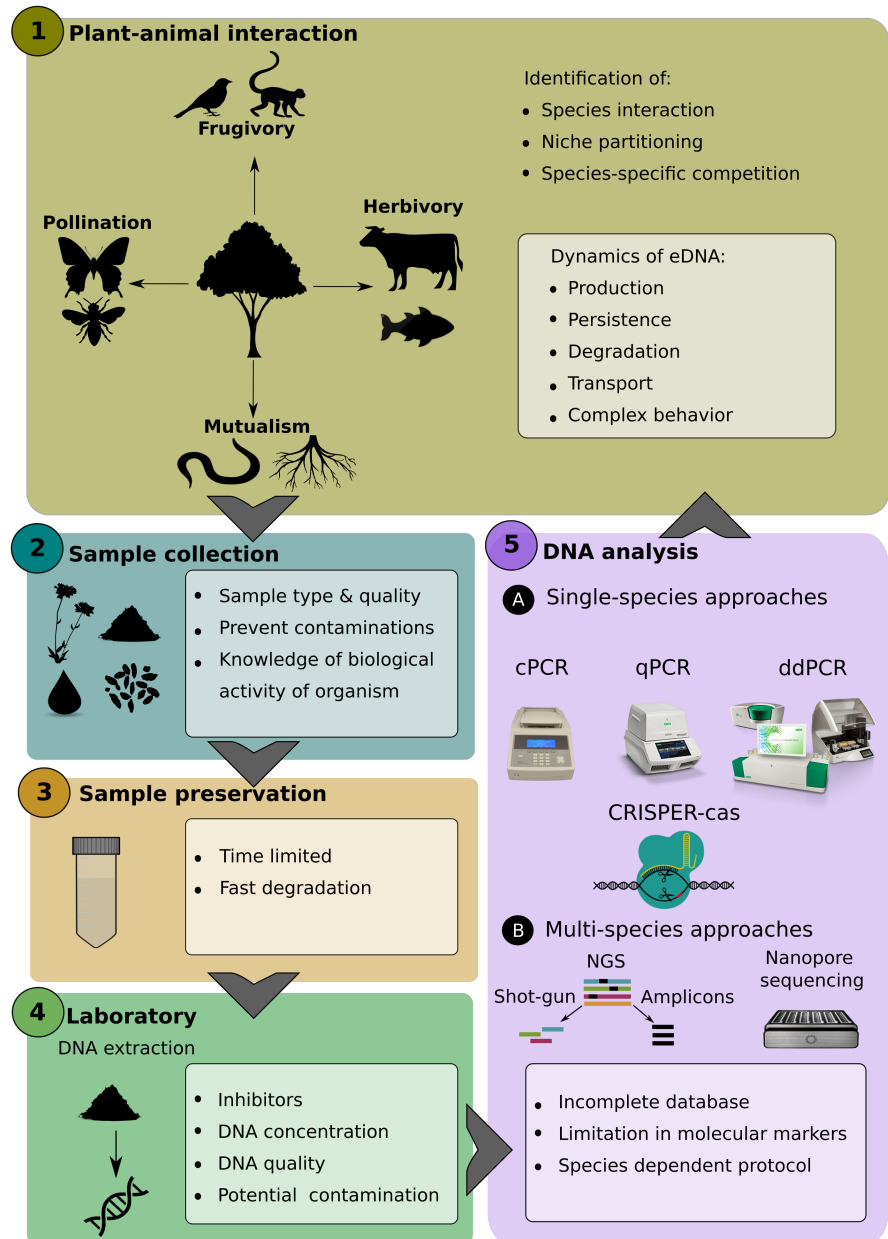 1
Plant-animal interaction
Frugivory
Pollination
Herbivory
Mutualism
Identification of:
• Species interaction
• Niche partitioning
• Species-specific competition
Dynamics of eDNA:
• Production
• Persistence
• Degradation
• Transport
• Complex behavior
2
Sample collection
• Sample type & quality
• Prevent contaminations
• Knowledge of biological
activity of organism
3
Sample preservation
• Time limited
• Fast degradation
4
Laboratory
DNA extraction
• Inhibitors
• DNA concentration
• DNA quality
• Potential contamination
5
DNA analysis
A Single-species approaches
cPCR qPCR ddPCR
CRISPER-cas
B Multi-species approaches
NGS
Shot-gun Amplicons
Nanopore
sequencing
• Incomplete database
• Limitation in molecular markers
• Species dependent protocol